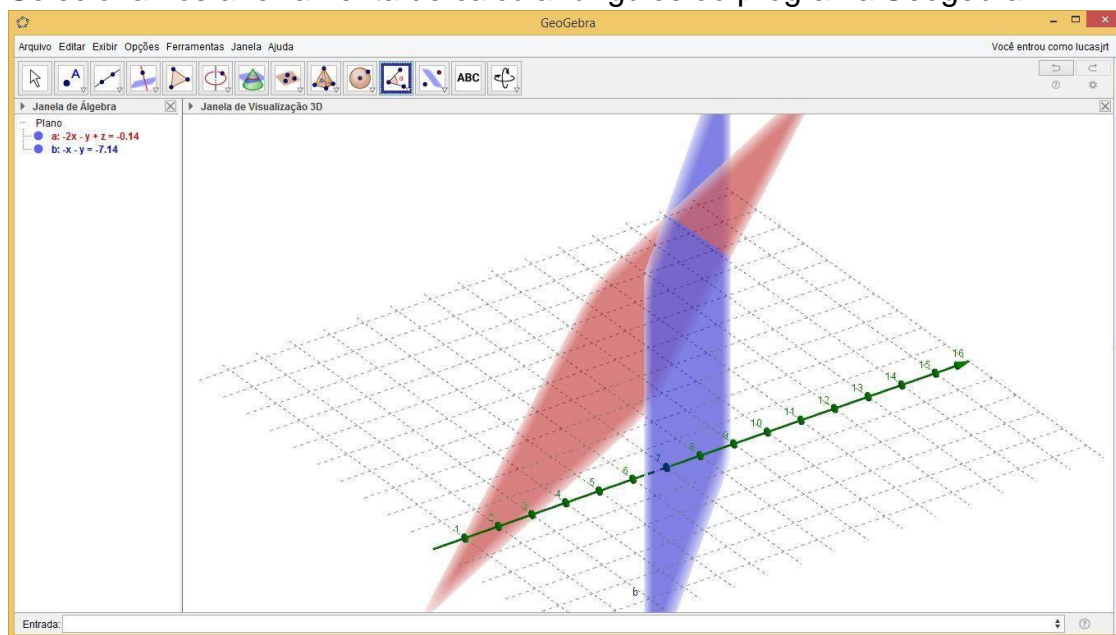 GeoGebra
Arquivo Editar Exibir Opções Ferramentas Janela Ajuda
Você entrou como lucasjrt
A
ABC
Janela de Álgebra
Janela de Visualização 3D
Plano
a: -2x - y + z = -0.14
b: -x - y = -7.14
16
15
14
13
12
11
10
9
8
7
6
5
4
3
2
1
b
Entrada: